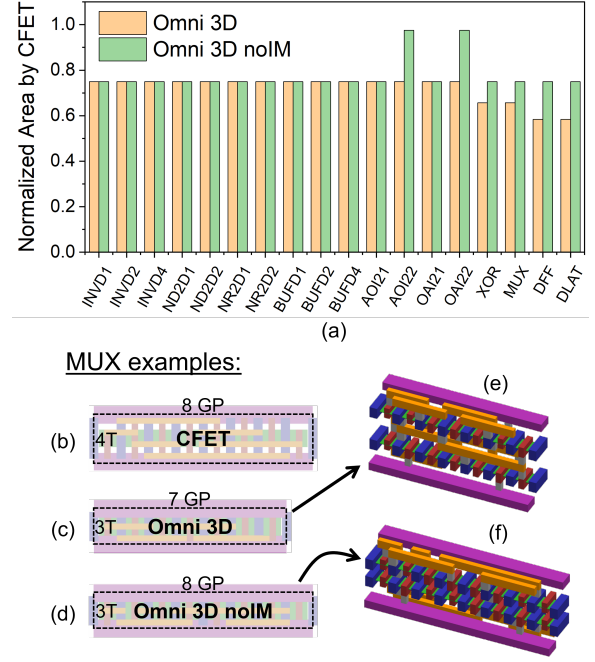 Normalized Area by CFET
1.0
0.8
0.6
0.4
0.2
0.0
Omni 3D
Omni 3D noIM
INVD1
INVD2
INVD4
ND2D1
ND2D2
NR2D1
NR2D2
BUFD1
BUFD2
BUFD4
AOI21
AOI22
OAI21
OAI22
XOR
MUX
DFF
DLAT
(a)
MUX examples:
(b)
8 GP
4T
CFET
(c)
7 GP
3T
Omni 3D
(d)
8 GP
3T
Omni 3D noIM
(e)
(f)